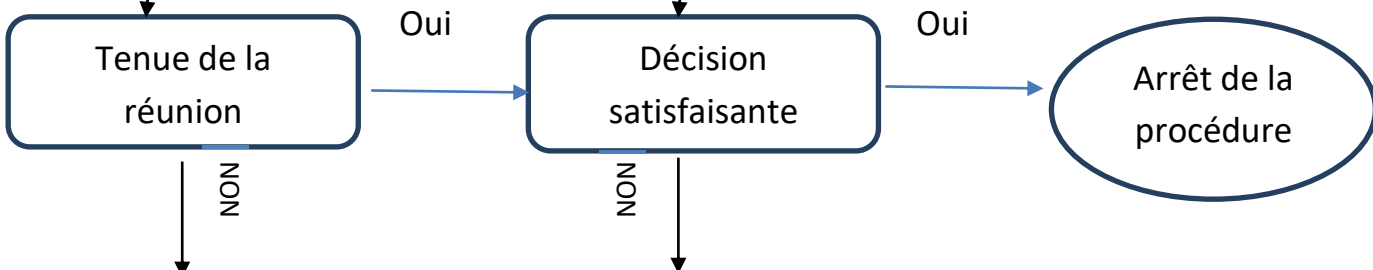 Tenue de la
réunion
Oui
Décision
satisfaisante
Oui
Arrêt de la
procédure
NON
NON